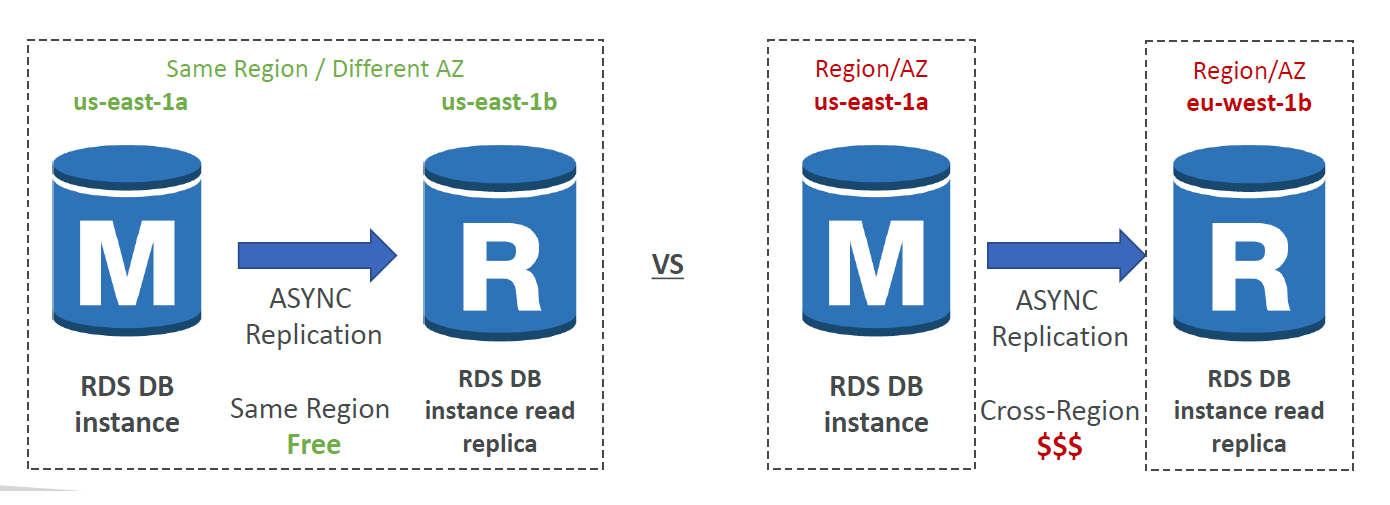 Same Region / Different AZ
us-east-1a
us-east-1b
M
R
ASYNC
Replication
RDS DB
instance
Same Region
Free
RDS DB
instance read
replica
VS
Region/AZ
us-east-1a
Region/AZ
eu-west-1b
M
R
ASYNC
Replication
RDS DB
instance
Cross-Region
$$$
RDS DB
instance read
replica